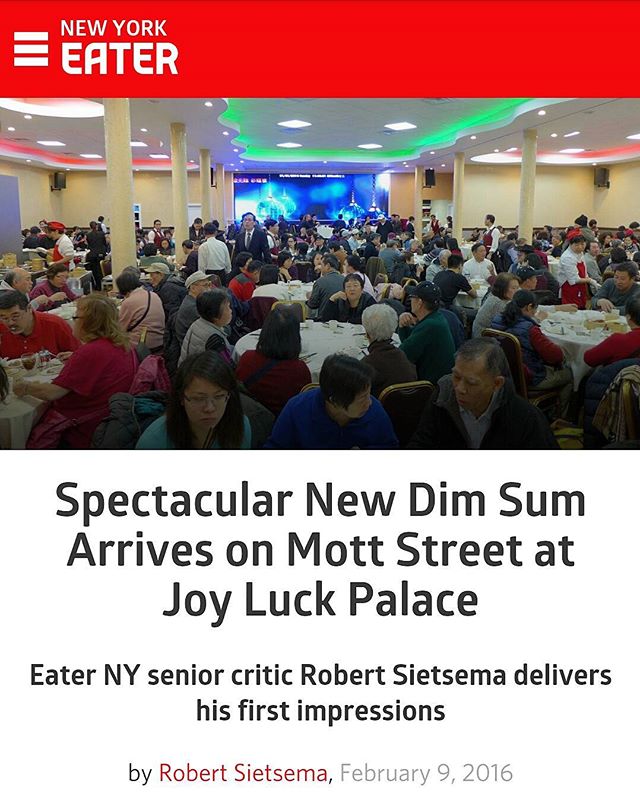 NEW YORK
EATER
Spectacular New Dim Sum
Arrives on Mott Street at
Joy Luck Palace
Eater NY senior critic Robert Sietsema delivers
his first impressions
by Robert Sietsema, February 9, 2016